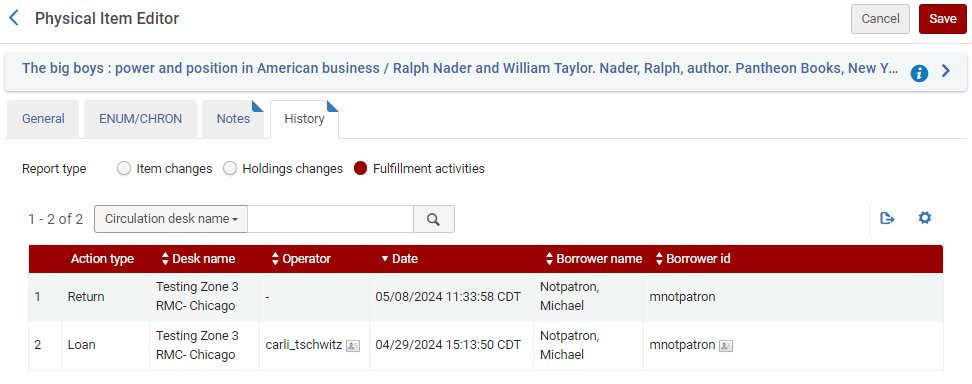 Physical Item Editor
Cancel
Save
The big boys : power and position in American business / Ralph Nader and William Taylor. Nader, Ralph, author. Pantheon Books, New Y...
General
ENUM/CHRON
Notes
History
Report type
Item changes
Holdings changes
Fulfillment activities
1 - 2 of 2
Circulation desk name
Action type Desk name Operator Date Borrower name Borrower id
1 Return Testing Zone 3 RMC- Chicago - 05/08/2024 11:33:58 CDT Notpatron, Michael mnotpatron
2 Loan Testing Zone 3 RMC- Chicago carli_tschwitz 04/29/2024 15:13:50 CDT Notpatron, Michael mnotpatron